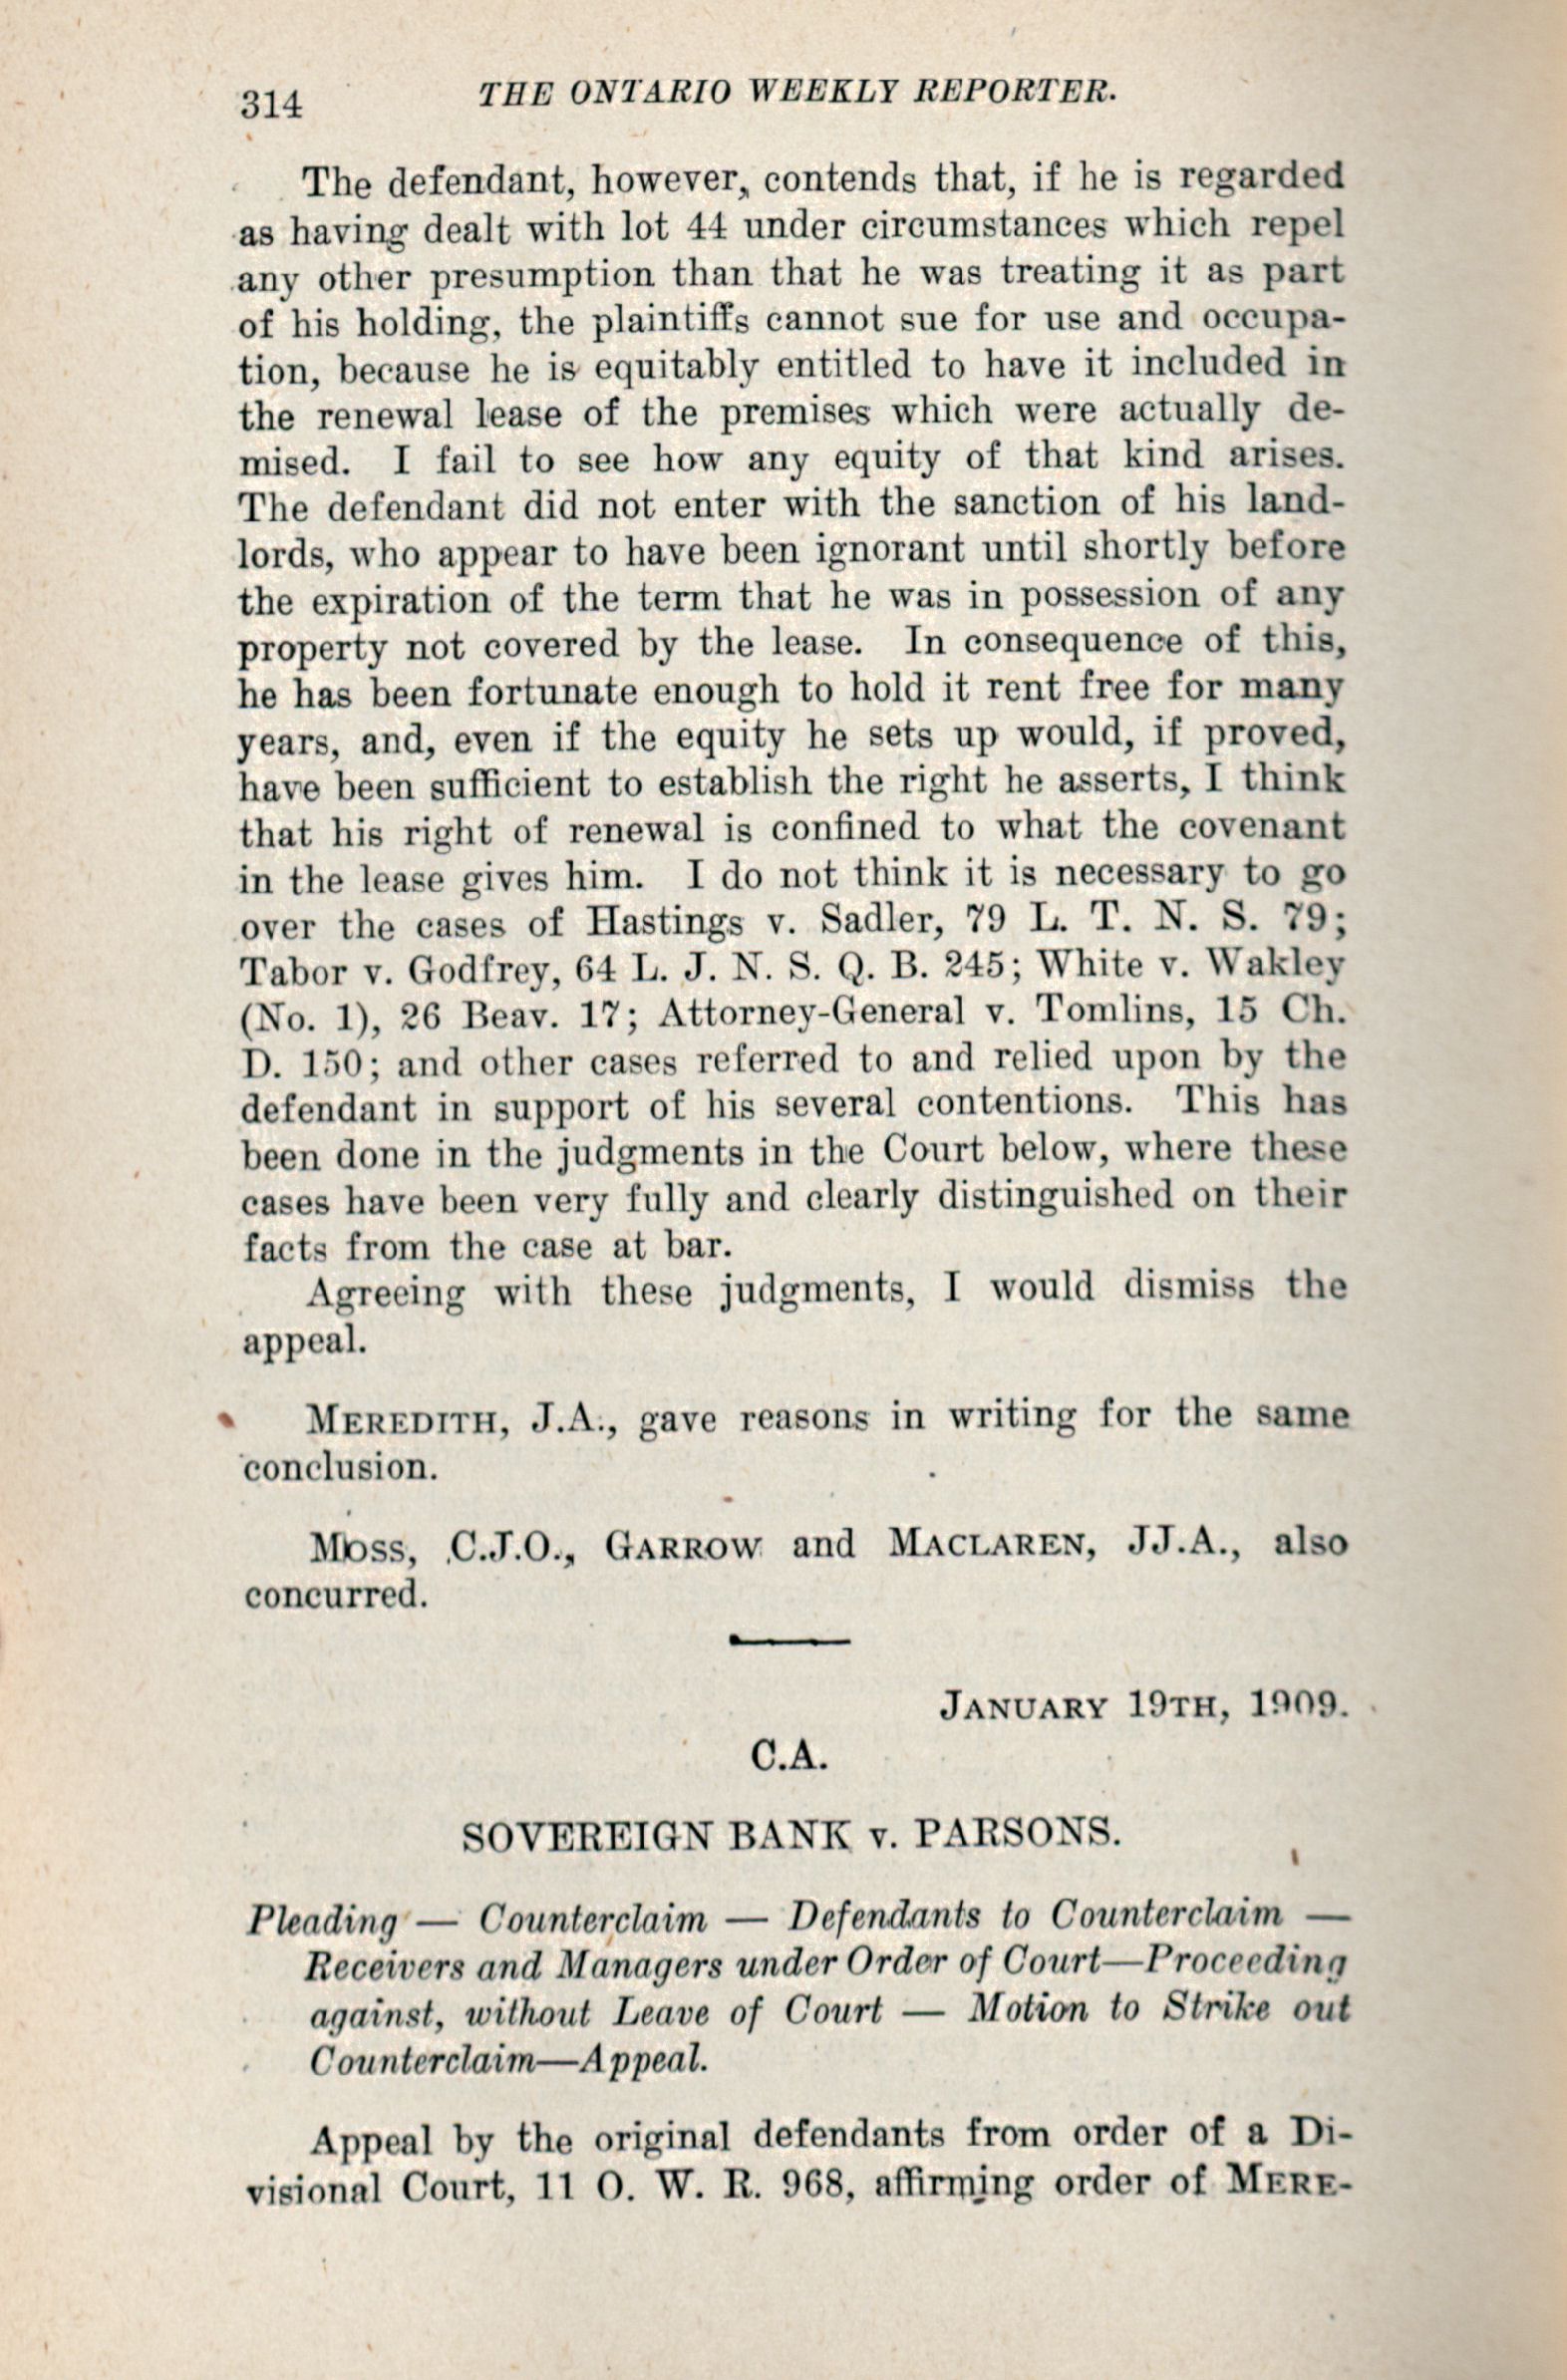 314
THE ONTARIO WEEKLY REPORTER.
The defendant, however, contends that, if he is regarded
as having dealt with lot 44 under circumstances which repel
any other presumption than that he was treating it as part
of his holding, the plaintiffs cannot sue for use and occupa-
tion, because he is equitably entitled to have it included in
the renewal lease of the premises which were actually de-
mised. I fail to see how any equity of that kind arises.
The defendant did not enter with the sanction of his land-
lords, who appear to have been ignorant until shortly before
the expiration of the term that he was in possession of any
property not covered by the lease. In consequence of this,
he has been fortunate enough to hold it rent free for many
years, and, even if the equity he sets up would, if proved,
have been sufficient to establish the right he asserts, I think
that his right of renewal is confined to what the covenant
in the lease gives him. I do not think it is necessary to go
over the cases of Hastings v. Sadler, 79 L. T. N. S. 79;
Tabor v. Godfrey, 64 L. J. N. S. Q. B. 245; White v. Wakley
(No. 1), 26 Beav. 17; Attorney-General v. Tomlins, 15 Ch.
D. 150; and other cases referred to and relied upon by the
defendant in support of his several contentions. This has
been done in the judgments in the Court below, where these
cases have been very fully and clearly distinguished on their
facts from the case at bar.
Agreeing with these judgments, I would dismiss the
appeal.
MEREDITH, J.A., gave reasons in writing for the same
conclusion.
MOSS, C.J.O., GARROW and MACLAREN, JJ.A., also
concurred.
JANUARY 19TH, 1909.
C.A.
SOVEREIGN BANK v. PARSONS.
Pleading — Counterclaim — Defendants to Counterclaim —
Receivers and Managers under Order of Court—Proceeding
against, without Leave of Court — Motion to Strike out
Counterclaim—Appeal.
Appeal by the original defendants from order of a Di-
visional Court, 11 O. W. R. 968, affirming order of MERE-